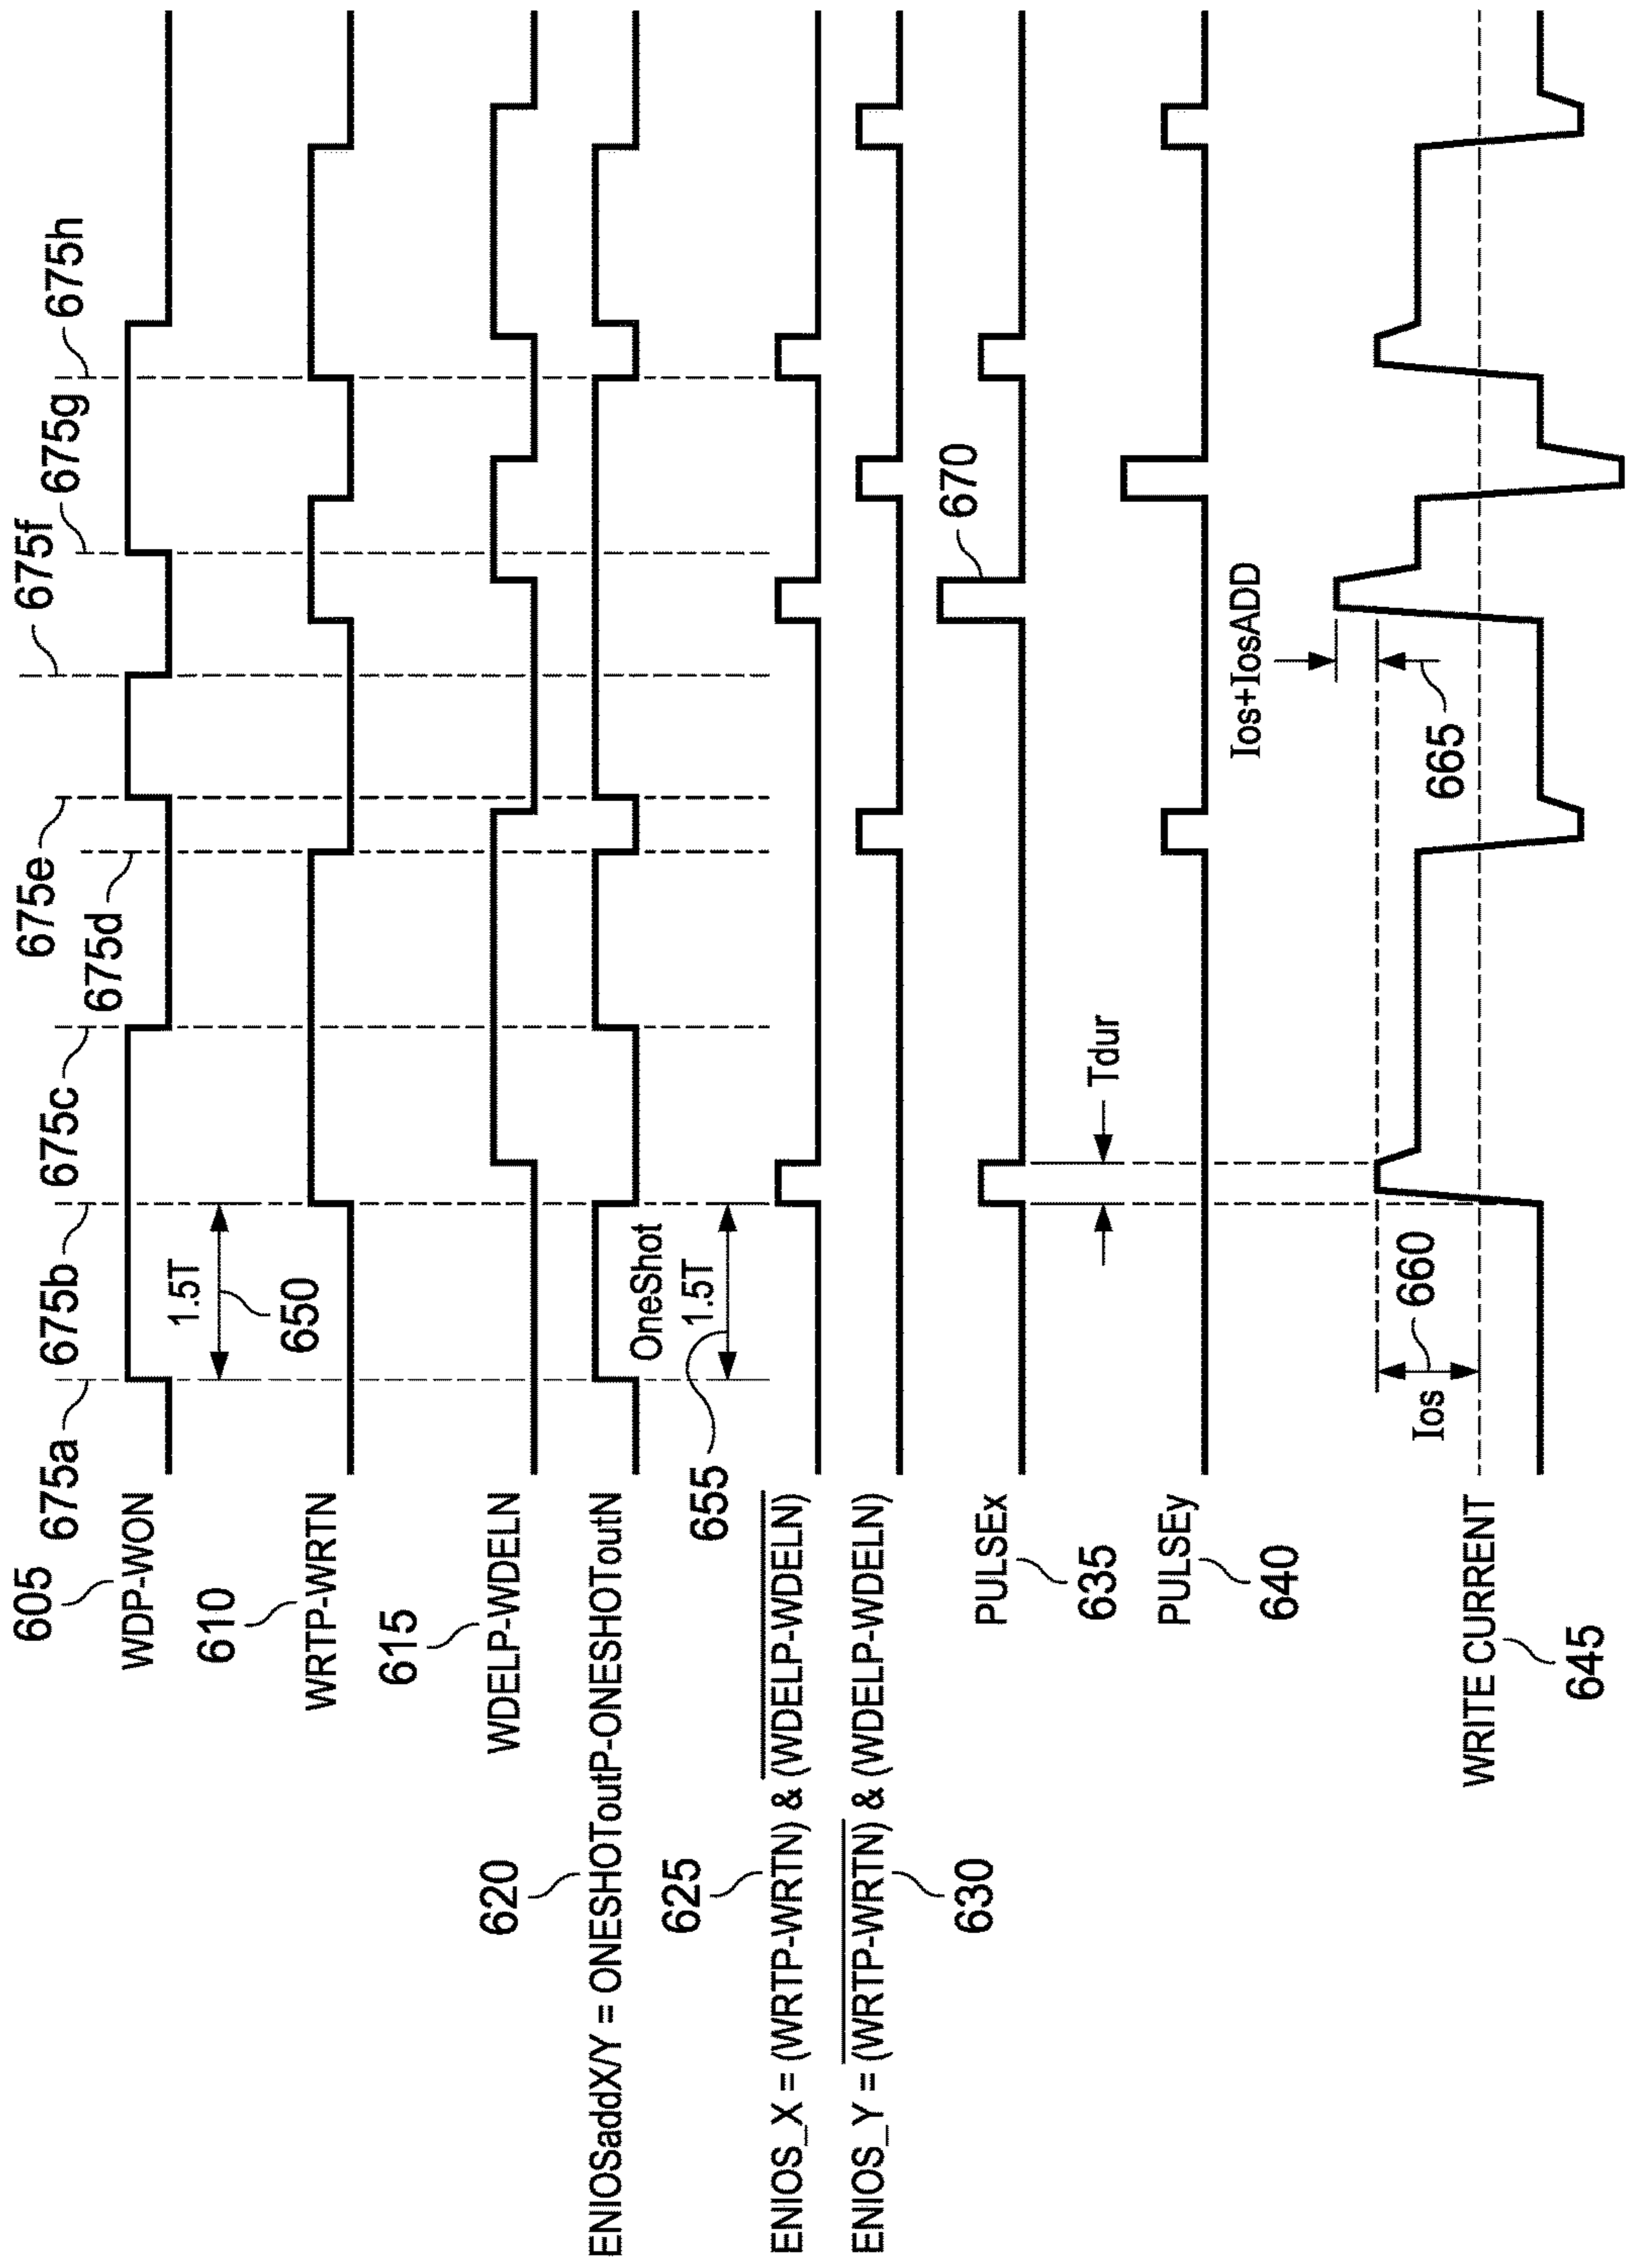 605
WDP-WDN
675a
675b
675c
675d
675e
675f
675g
675h
610
WRTP-WRTN
1.5T
650
615
WDELP-WDELN
620
ENIOSaddX/Y = ONESHOToutP-ONESHOToutN
OneShot
1.5T
655
625
ENIOS_X = (WRTP-WRTN) & (WDELP-WDELN)
ENIOS_Y = (WRTP-WRTN) & (WDELP-WDELN)
630
PULSEx
635
670
Tdur
PULSEy
640
Ios+IosADD
665
660
Ios
WRITE CURRENT
645